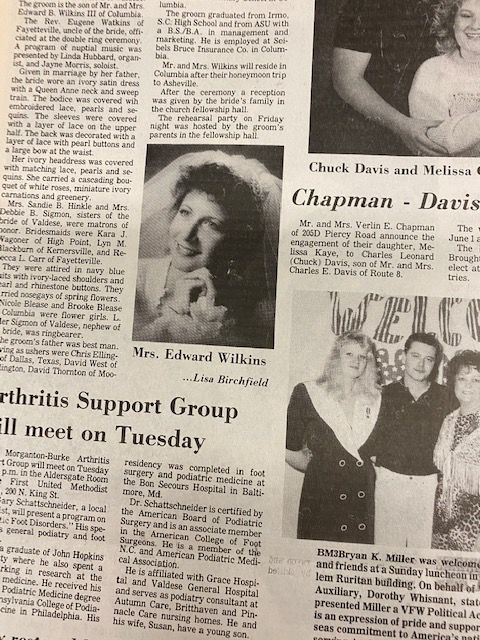 The groom is the son of Mr. and Mrs.
Edward B. Wilkins III of Columbia.
The Rev. Eugene Watkins of
Fayetteville, uncle of the bride, offi-
ciated at the double ring ceremony.
A program of nuptial music was
presented by Linda Hubbard, organ-
ist, and Jayne Morris, soloist.
Given in marriage by her father,
the bride wore an ivory satin dress
with a Queen Anne neck and sweep
train. The bodice was covered wih
embroidered lace, pearls and se-
quins. The sleeves were covered
with a layer of lace on the upper
half. The back was decorated with a
layer of lace with pearl buttons and
a large bow at the waist.
Her ivory headdress was covered
with matching lace, pearls and se-
quins. She carried a cascading bou-
quet of white roses, miniature ivory
carnations and greenery.
Mrs. Sandie B. Hinkle and Mrs.
Debbie B. Sigmon, sisters of the
bride of Valdese, were matrons of
honor. Bridesmaids were Kara J.
Wagoner of High Point, Lyn M.
Blackburn of Kernersville, and Re-
becca L. Carr of Fayetteville.
They were attired in navy blue
suits with ivory-laced shoulders and
pearl and rhinestone buttons. They
carried nosegays of spring flowers.
Nicole Blease and Brooke Blease
Columbia were flower girls. L.
Sigmon of Valdese, nephew of
bride, was ringbearer.
The groom's father was best man.
ving as ushers were Chris Elling-
of Dallas, Texas, David West of
lington, David Thornton of Moo-
The groom graduated from Irmo,
S.C. High School and from ASU with
a B.S./B.A. in management and
marketing. He is employed at Sei-
bels Bruce Insurance Co. in Colum-
bia.
Mr. and Mrs. Wilkins will reside in
Columbia after their honeymoon trip
to Asheville.
After the ceremony a reception
was given by the bride's family in
the church fellowship hall.
The rehearsal party on Friday
night was hosted by the groom's
parents in the fellowship hall.
Mrs. Edward Wilkins
...Lisa Birchfield
Chuck Davis and Melissa C
Chapman - Davis
Mr. and Mrs. Verlin E. Chapman
of 205D Piercy Road announce the
engagement of their daughter, Me-
lissa Kaye, to Charles Leonard
(Chuck) Davis, son of Mr. and Mrs.
Charles E. Davis of Route 8.
The w
June 1 a
The
Brough
elect at
tries.
rthritis Support Group
ill meet on Tuesday
Morganton-Burke Arthritis
rt Group will meet on Tuesday
p.m. in the Aldersgate Room
First United Methodist
, 200 N. King St.
ary Schattschneider, a local
ist, will present a program on
tic Foot Disorders." His spe-
general podiatry and foot
a graduate of John Hopkins
ty where he also spent a
rking in research at the
medicine. He received his
Podiatric Medicine degree
nsylvania College of Podia-
cine in Philadelphia. His
residency was completed in foot
surgery and podiatric medicine at
the Bon Secours Hospital in Balti-
more, Md.
Dr. Schattschneider is certified by
the American Board of Podiatric
Surgery and is an associate member
in the American College of Foot
Surgeons. He is a member of the
N.C. and American Podiatric Medi-
cal Association.
He is affiliated with Grace Hospi-
tal and Valdese General Hospital
and serves as podiatry consultant at
Autumn Care, Britthaven and Pin-
nacle Care nursing homes. He and
his wife, Susan, have a young son.
WELCO
BM3Bryan K. Miller was welcom
and friends at a Sunday luncheon in
lem Ruritan building. On behalf of
Auxiliary, Dorothy Whisnant, state
presented Miller a VFW Political Ac
is an expression of pride and suppo
seas commitment to America's nat